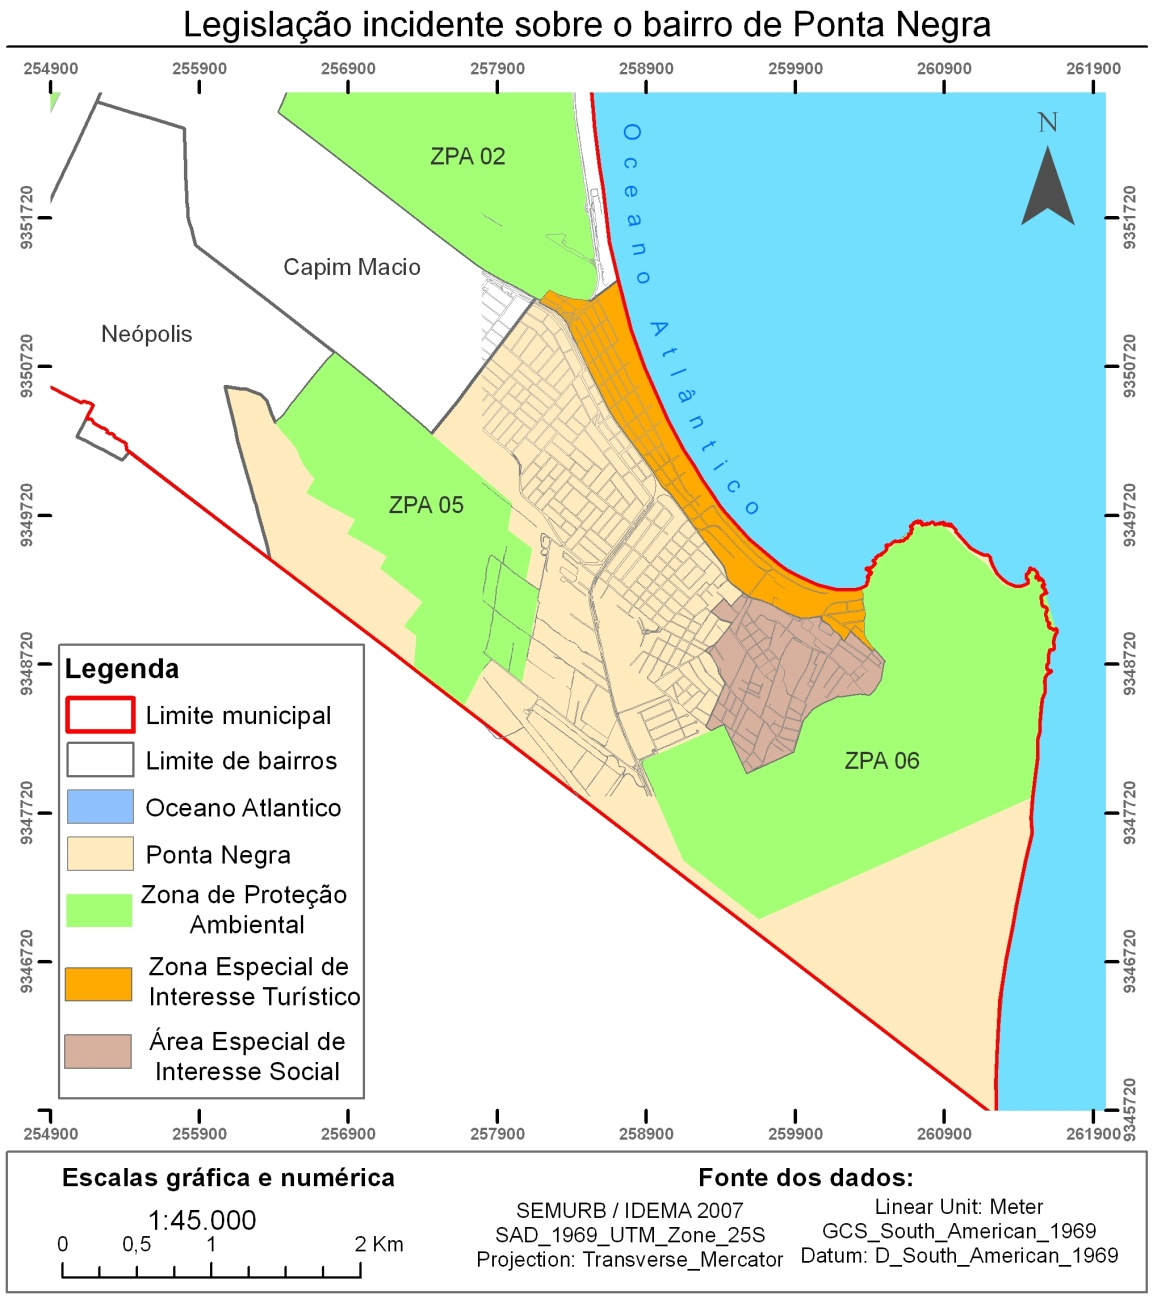 Legislação incidente sobre o bairro de Ponta Negra
254900 255900 256900 257900 258900 259900 260900 261900
N
ZPA 02
Oceano Atlântico
9351720
9351720
Capim Macio
Neópolis
9350720
9350720
ZPA 05
9349720
9349720
9348720
9348720
ZPA 06
9347720
9347720
9346720
9346720
9345720
Legenda
Limite municipal
Limite de bairros
Oceano Atlantico
Ponta Negra
Zona de Proteção
Ambiental
Zona Especial de
Interesse Turístico
Área Especial de
Interesse Social
254900 255900 256900 257900 258900 259900 260900 261900
Escalas gráfica e numérica
1:45.000
0 0,5 1 2 Km
Fonte dos dados:
SEMURB / IDEMA 2007
SAD_1969_UTM_Zone_25S
Projection: Transverse_Mercator
Linear Unit: Meter
GCS_South_American_1969
Datum: D_South_American_1969